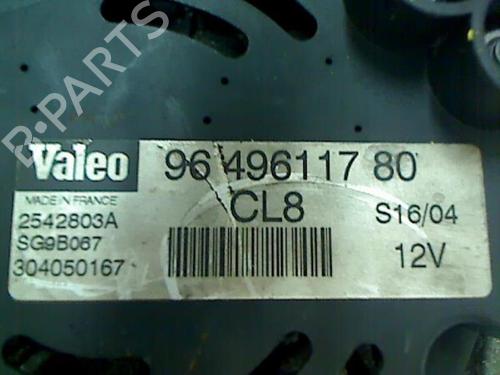 B-PARTS
Valeo
96 496117 80
MADE IN FRANCE
CL8
S16/04
2542803A
SG9B067
12V
304050167